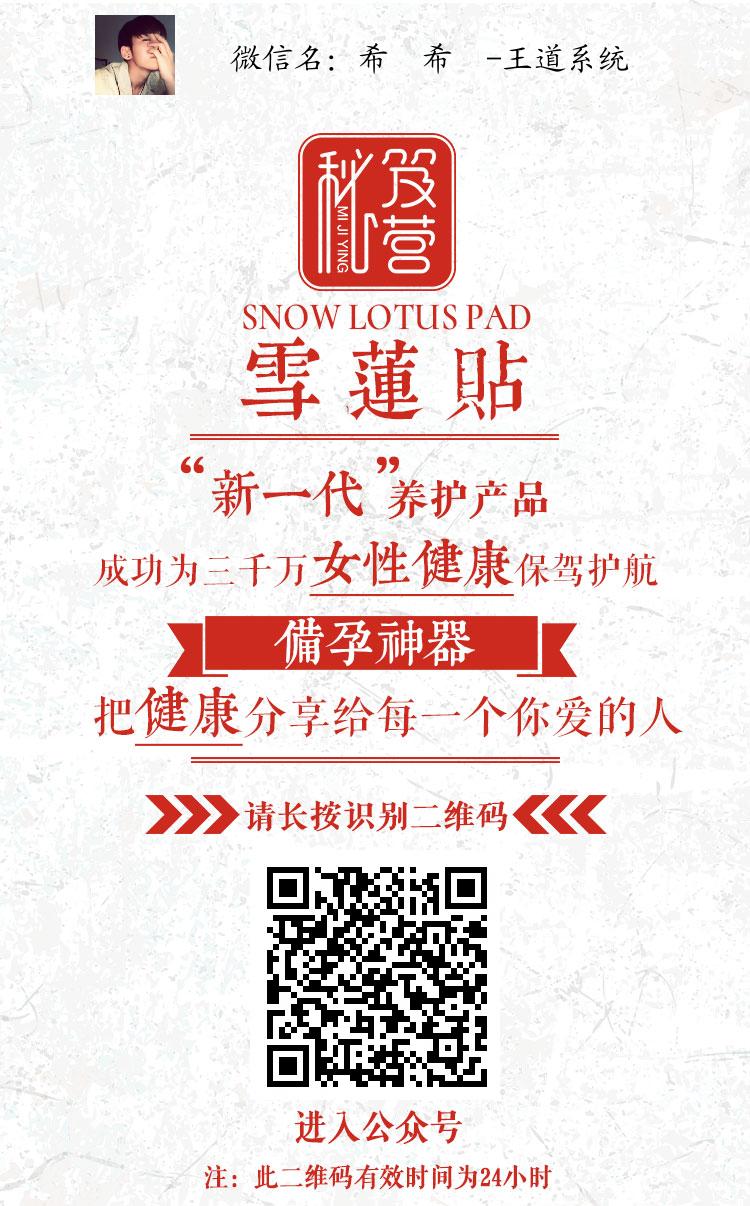 微信名：希　希　-王道系统
秘笈营
MI JI YING
SNOW LOTUS PAD
雪蓮貼
“新一代”养护产品
成功为三千万女性健康保驾护航
備孕神器
把健康分享给每一个你爱的人
请长按识别二维码
进入公众号
注：此二维码有效时间为24小时